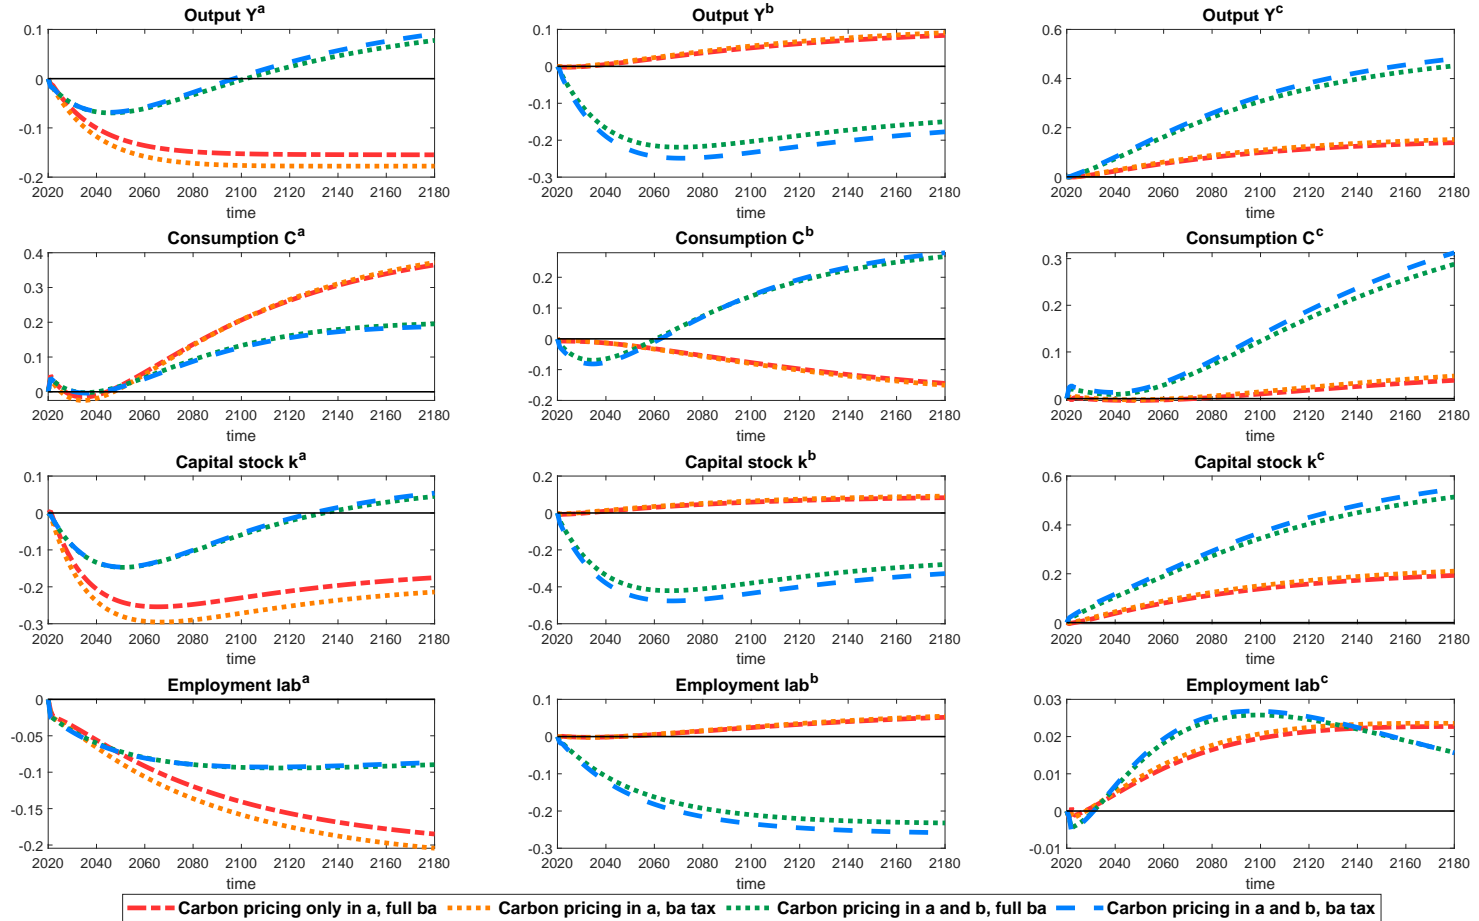 Output Yᵃ
0.1
0
-0.1
-0.2
2020 2040 2060 2080 2100 2120 2140 2160 2180
time
Output Yᵇ
0.1
0
-0.1
-0.2
-0.3
2020 2040 2060 2080 2100 2120 2140 2160 2180
time
Output Yᶜ
0.6
0.4
0.2
0
2020 2040 2060 2080 2100 2120 2140 2160 2180
time
Consumption Cᵃ
0.4
0.3
0.2
0.1
0
2020 2040 2060 2080 2100 2120 2140 2160 2180
time
Consumption Cᵇ
0.2
0.1
0
-0.1
-0.2
2020 2040 2060 2080 2100 2120 2140 2160 2180
time
Consumption Cᶜ
0.3
0.2
0.1
0
2020 2040 2060 2080 2100 2120 2140 2160 2180
time
Capital stock kᵃ
0.1
0
-0.1
-0.2
-0.3
2020 2040 2060 2080 2100 2120 2140 2160 2180
time
Capital stock kᵇ
0.2
0
-0.2
-0.4
-0.6
2020 2040 2060 2080 2100 2120 2140 2160 2180
time
Capital stock kᶜ
0.6
0.4
0.2
0
2020 2040 2060 2080 2100 2120 2140 2160 2180
time
Employment labᵃ
0
-0.05
-0.1
-0.15
-0.2
2020 2040 2060 2080 2100 2120 2140 2160 2180
time
Employment labᵇ
0.1
0
-0.1
-0.2
-0.3
2020 2040 2060 2080 2100 2120 2140 2160 2180
time
Employment labᶜ
0.03
0.02
0.01
0
-0.01
2020 2040 2060 2080 2100 2120 2140 2160 2180
time
Carbon pricing only in a, full ba Carbon pricing in a, ba tax Carbon pricing in a and b, full ba Carbon pricing in a and b, ba tax